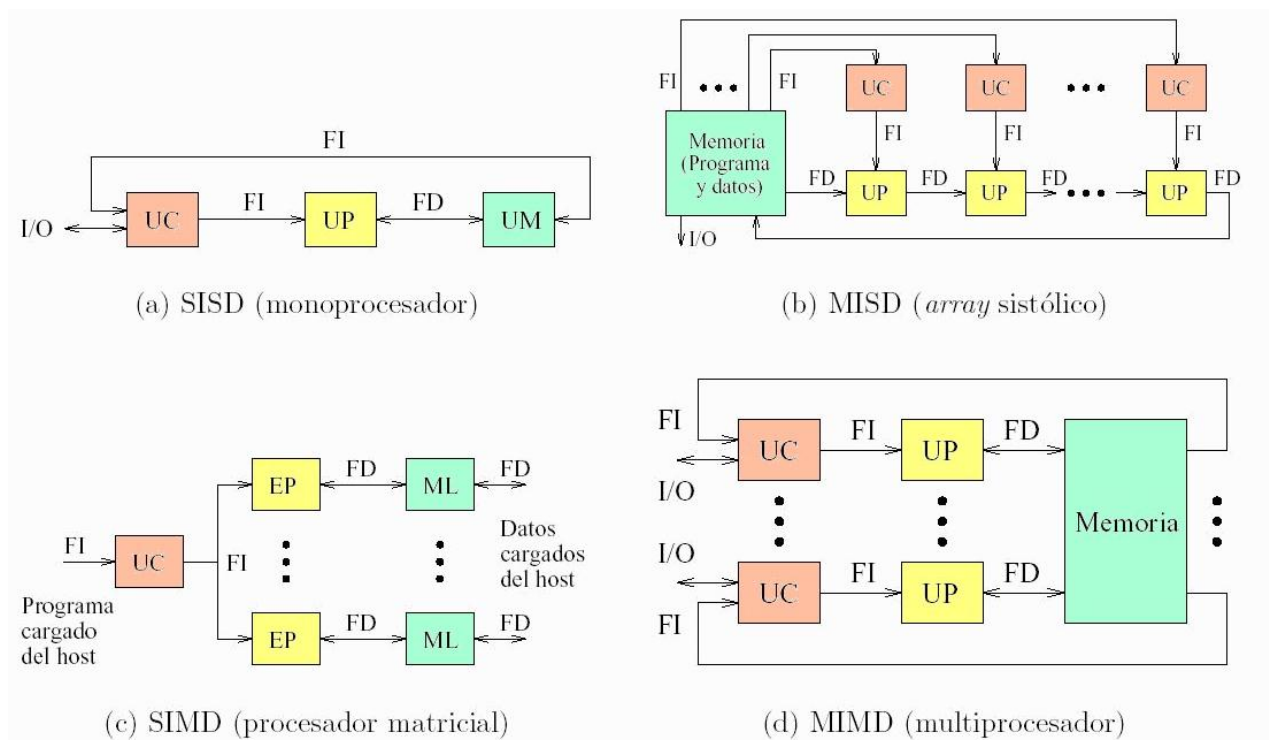 FI
I/O
UC
FI
UP
FD
UM
(a) SISD (monoprocesador)
FI
FI
UC
UC
UC
Memoria
(Programa
y datos)
FI
FI
FI
FD
UP
FD
UP
FD
UP
FD
I/O
(b) MISD (array sistólico)
FI
UC
FI
EP
FD
ML
FD
Datos
cargados
del host
Programa
cargado
del host
EP
FD
ML
FD
(c) SIMD (procesador matricial)
FI
UC
FI
UP
FD
I/O
Memoria
I/O
UC
FI
UP
FD
FI
(d) MIMD (multiprocesador)